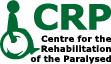 CRP
Centre for the
Rehabilitation
of the Paralysed